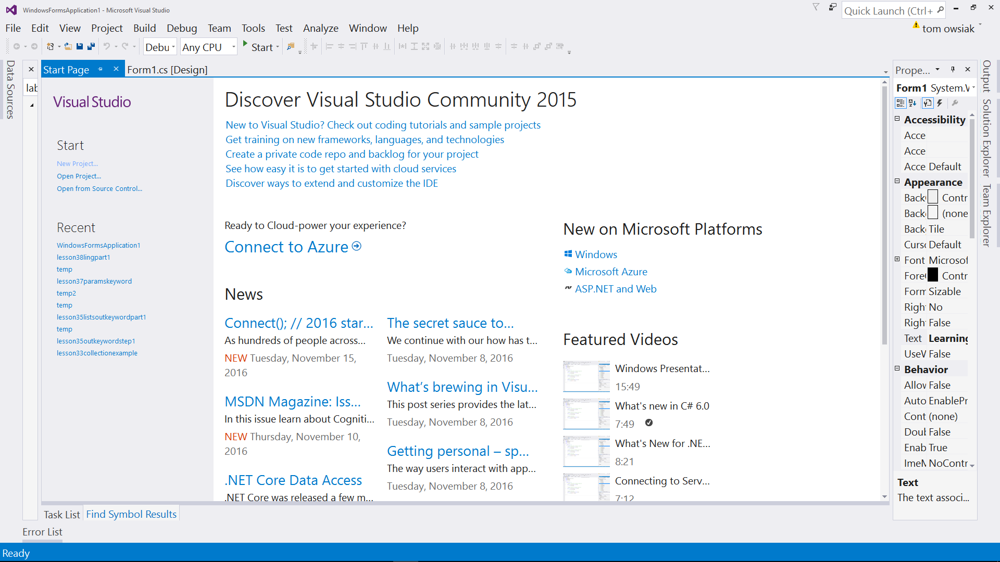 WindowsFormsApplication1 - Microsoft Visual Studio
Quick Launch (Ctrl+
File Edit View Project Build Debug Team Tools Test Analyze Window Help
tom owsiak
Debu Any CPU Start
Data Sources
lab
Start Page Form1.cs [Design]
Visual Studio
Start
New Project...
Open Project...
Open from Source Control...
Recent
WindowsFormsApplication1
lesson38lingpart1
temp
lesson37paramskeyword
temp2
temp
lesson35listsoutkeywordpart1
temp
lesson35outkeywordstep1
lesson33collectionexample
Discover Visual Studio Community 2015
New to Visual Studio? Check out coding tutorials and sample projects
Get training on new frameworks, languages, and technologies
Create a private code repo and backlog for your project
See how easy it is to get started with cloud services
Discover ways to extend and customize the IDE
Ready to Cloud-power your experience?
Connect to Azure
News
Connect(); // 2016 star...
As hundreds of people across...
NEW Tuesday, November 15,
2016
MSDN Magazine: Iss...
In this issue learn about Cogniti...
NEW Thursday, November 10,
2016
.NET Core Data Access
.NET Core was released a few m...
The secret sauce to...
We continue with our how has t...
Tuesday, November 8, 2016
What's brewing in Visu...
This post series provides the lat...
Tuesday, November 8, 2016
Getting personal – sp...
The way users interact with app...
Tuesday, November 8, 2016
New on Microsoft Platforms
Windows
Microsoft Azure
ASP.NET and Web
Featured Videos
Windows Presentat...
15:49
What's new in C# 6.0
7:49
What's New for .NE...
8:21
Connecting to Serv...
7:12
Prope...
Form1 System.W
Accessibility
Acce
Acce
Acce Default
Appearance
Back Contr
Back (none
Back Tile
Curs Default
Font Microsof
Fore Contr
Form Sizable
Righ No
Righ False
Text Learning
UseW False
Behavior
Allov False
Auto EnablePr
Cont (none)
Doul False
Enab True
ImeM NoContr
Text
The text associ...
Output
Solution Explorer
Team Explorer
Task List Find Symbol Results
Error List
Ready